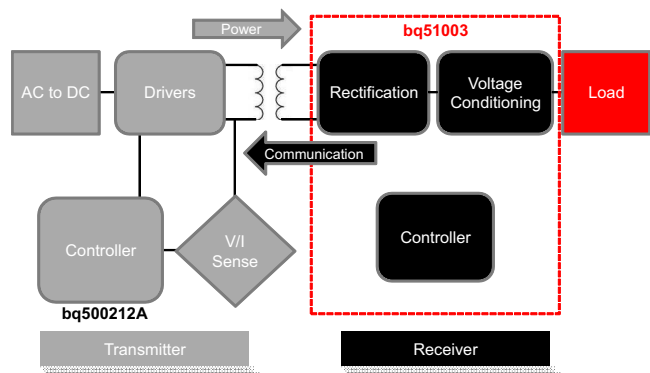 Power
bq51003
AC to DC
Drivers
Rectification
Voltage
Conditioning
Load
Communication
Controller
V/I
Sense
Controller
bq500212A
Transmitter
Receiver